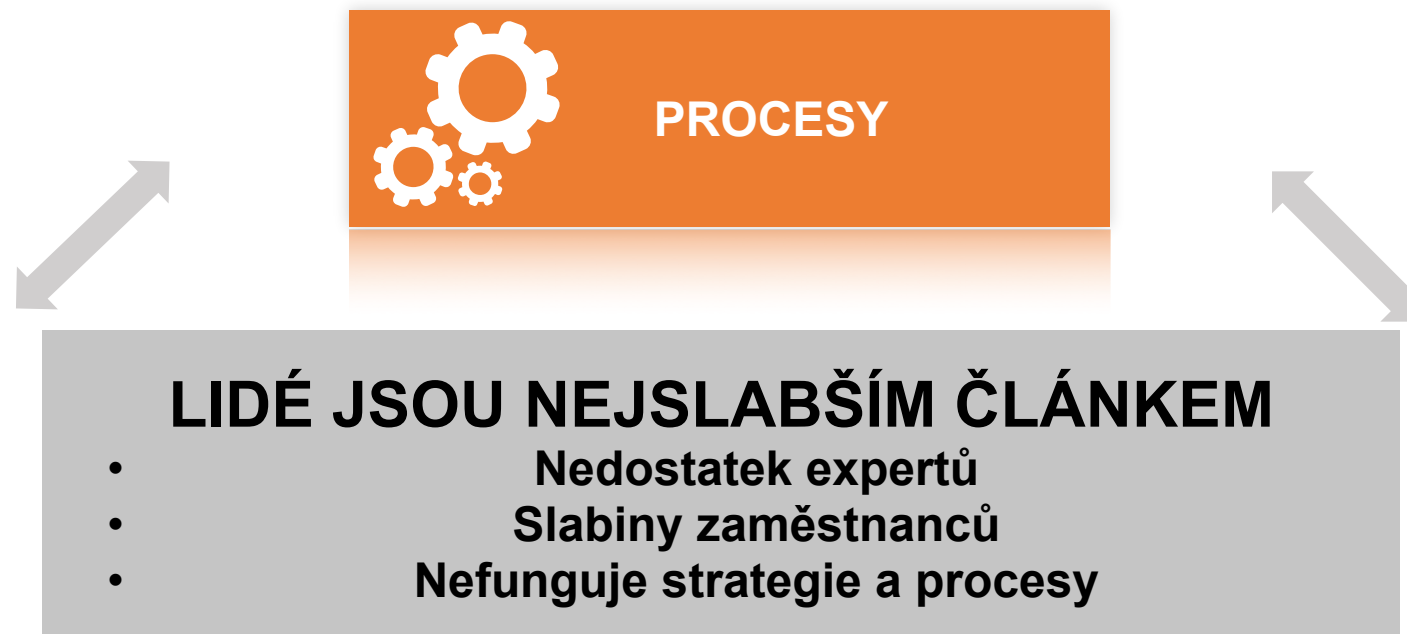 PROCESY
LIDÉ JSOU NEJSLABŠÍM ČLÁNKEM
• Nedostatek expertů
• Slabiny zaměstnanců
• Nefunguje strategie a procesy